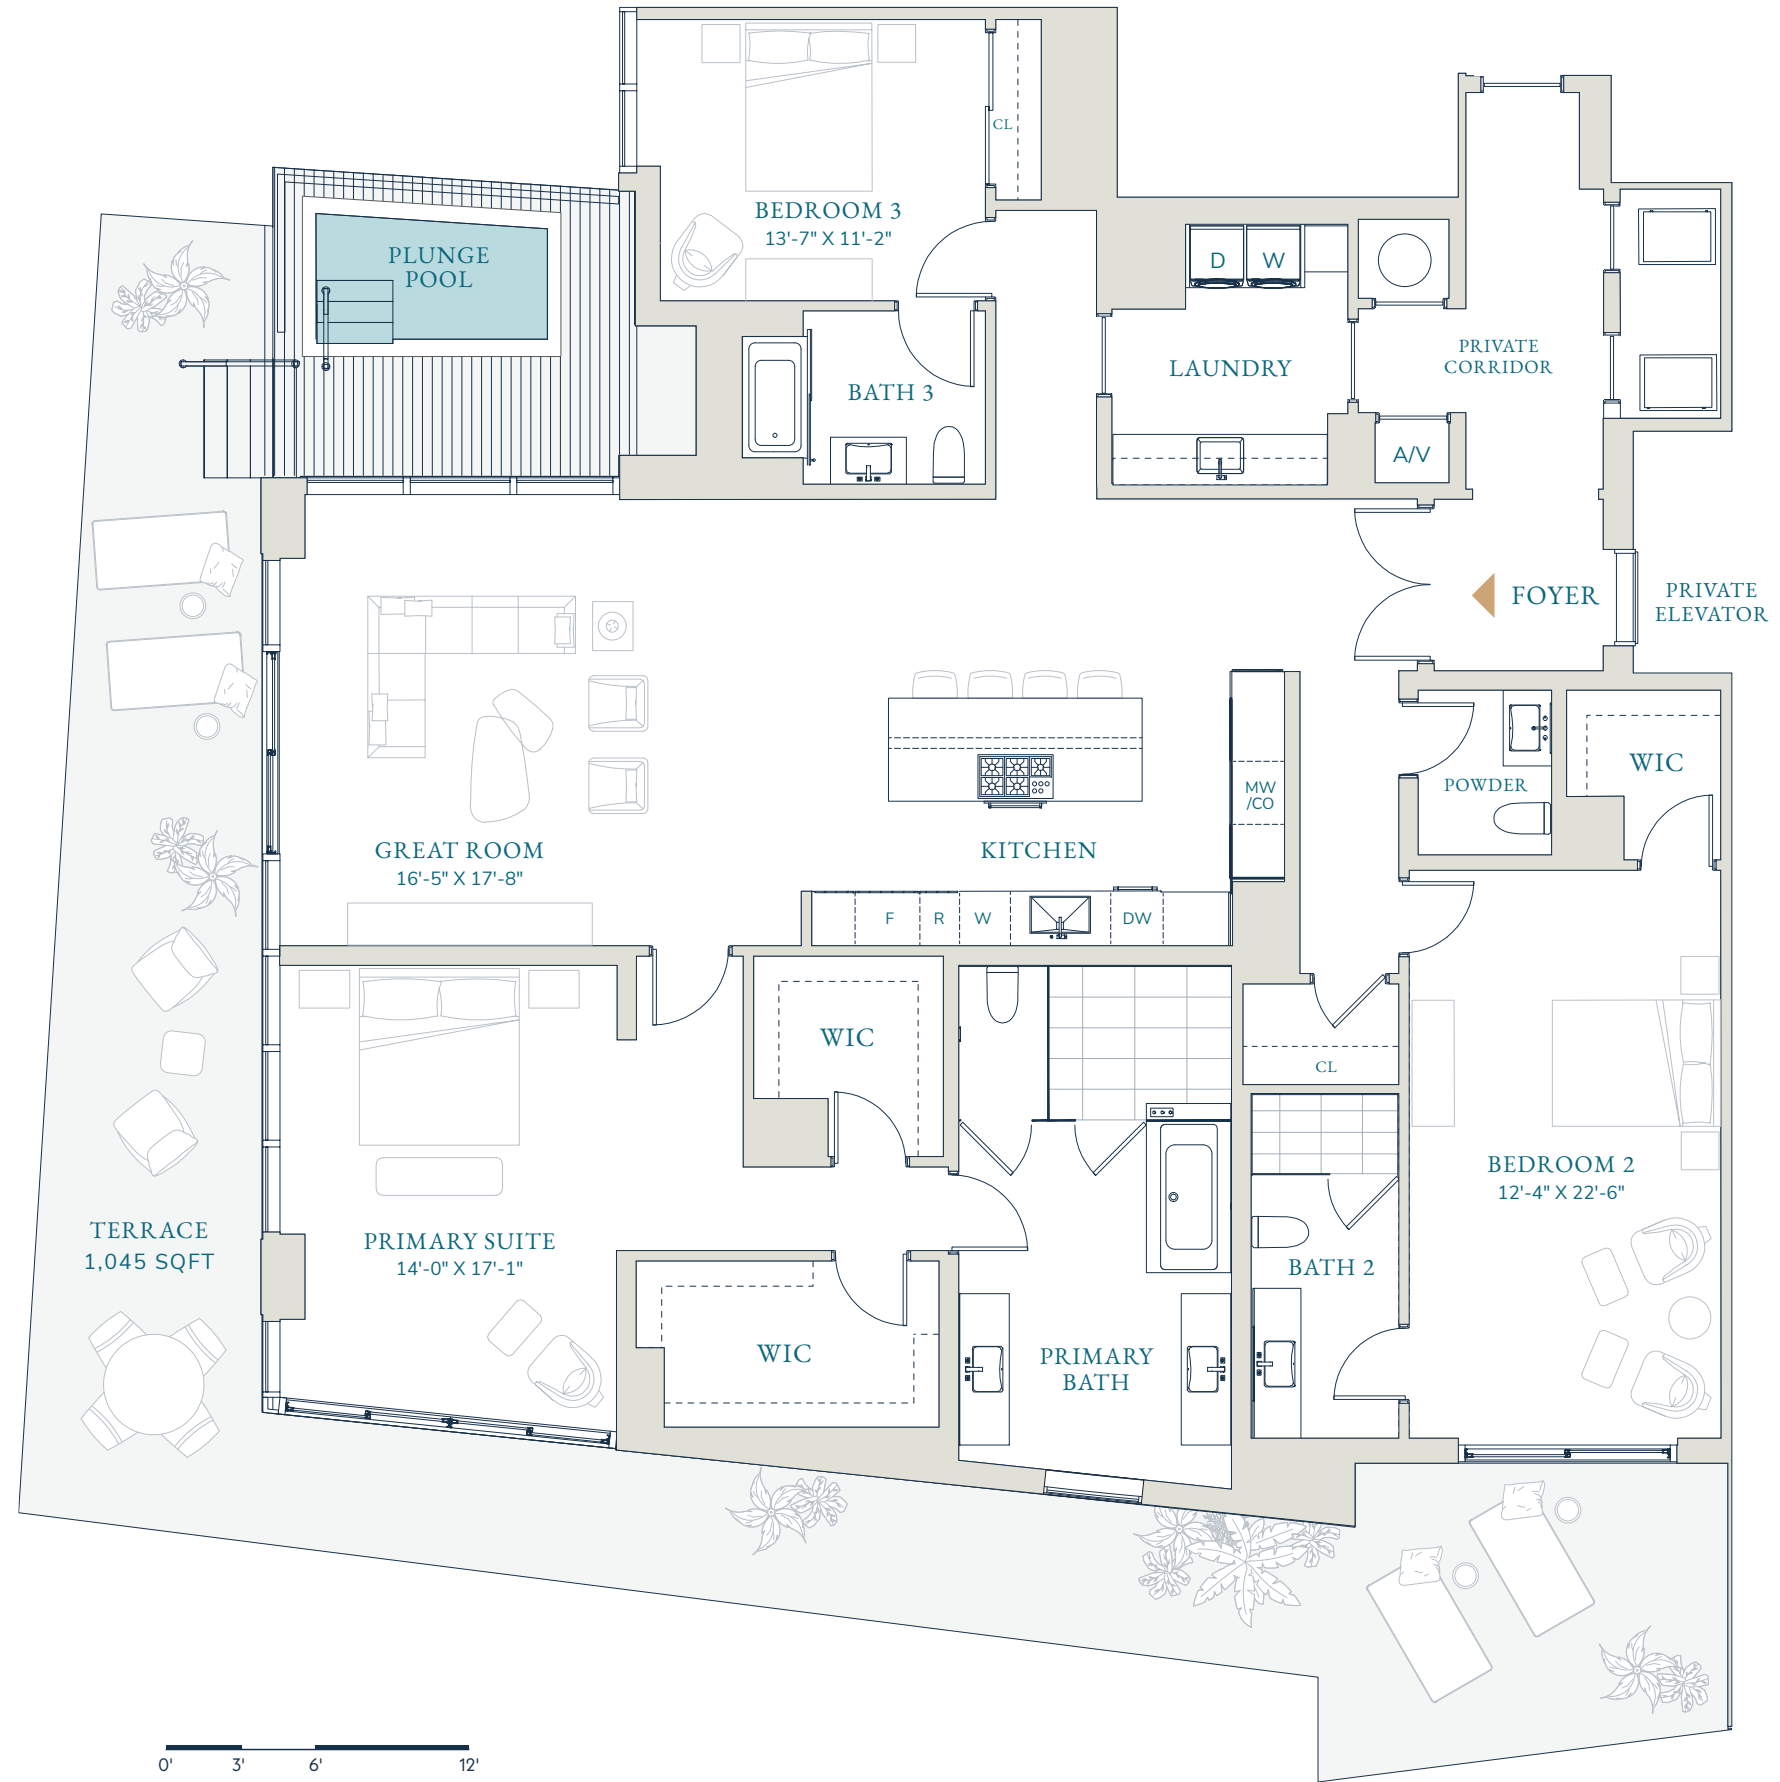 CL
BEDROOM 3
13'-7" X 11'-2"
PLUNGE
POOL
D
W
PRIVATE
CORRIDOR
LAUNDRY
BATH 3
A/V
FOYER
PRIVATE
ELEVATOR
MW
/CO
POWDER
WIC
GREAT ROOM
16'-5" X 17'-8"
KITCHEN
F
R
W
DW
WIC
CL
BEDROOM 2
12'-4" X 22'-6"
TERRACE
1,045 SQFT
PRIMARY SUITE
14'-0" X 17'-1"
BATH 2
WIC
PRIMARY
BATH
0'
3'
6'
12'